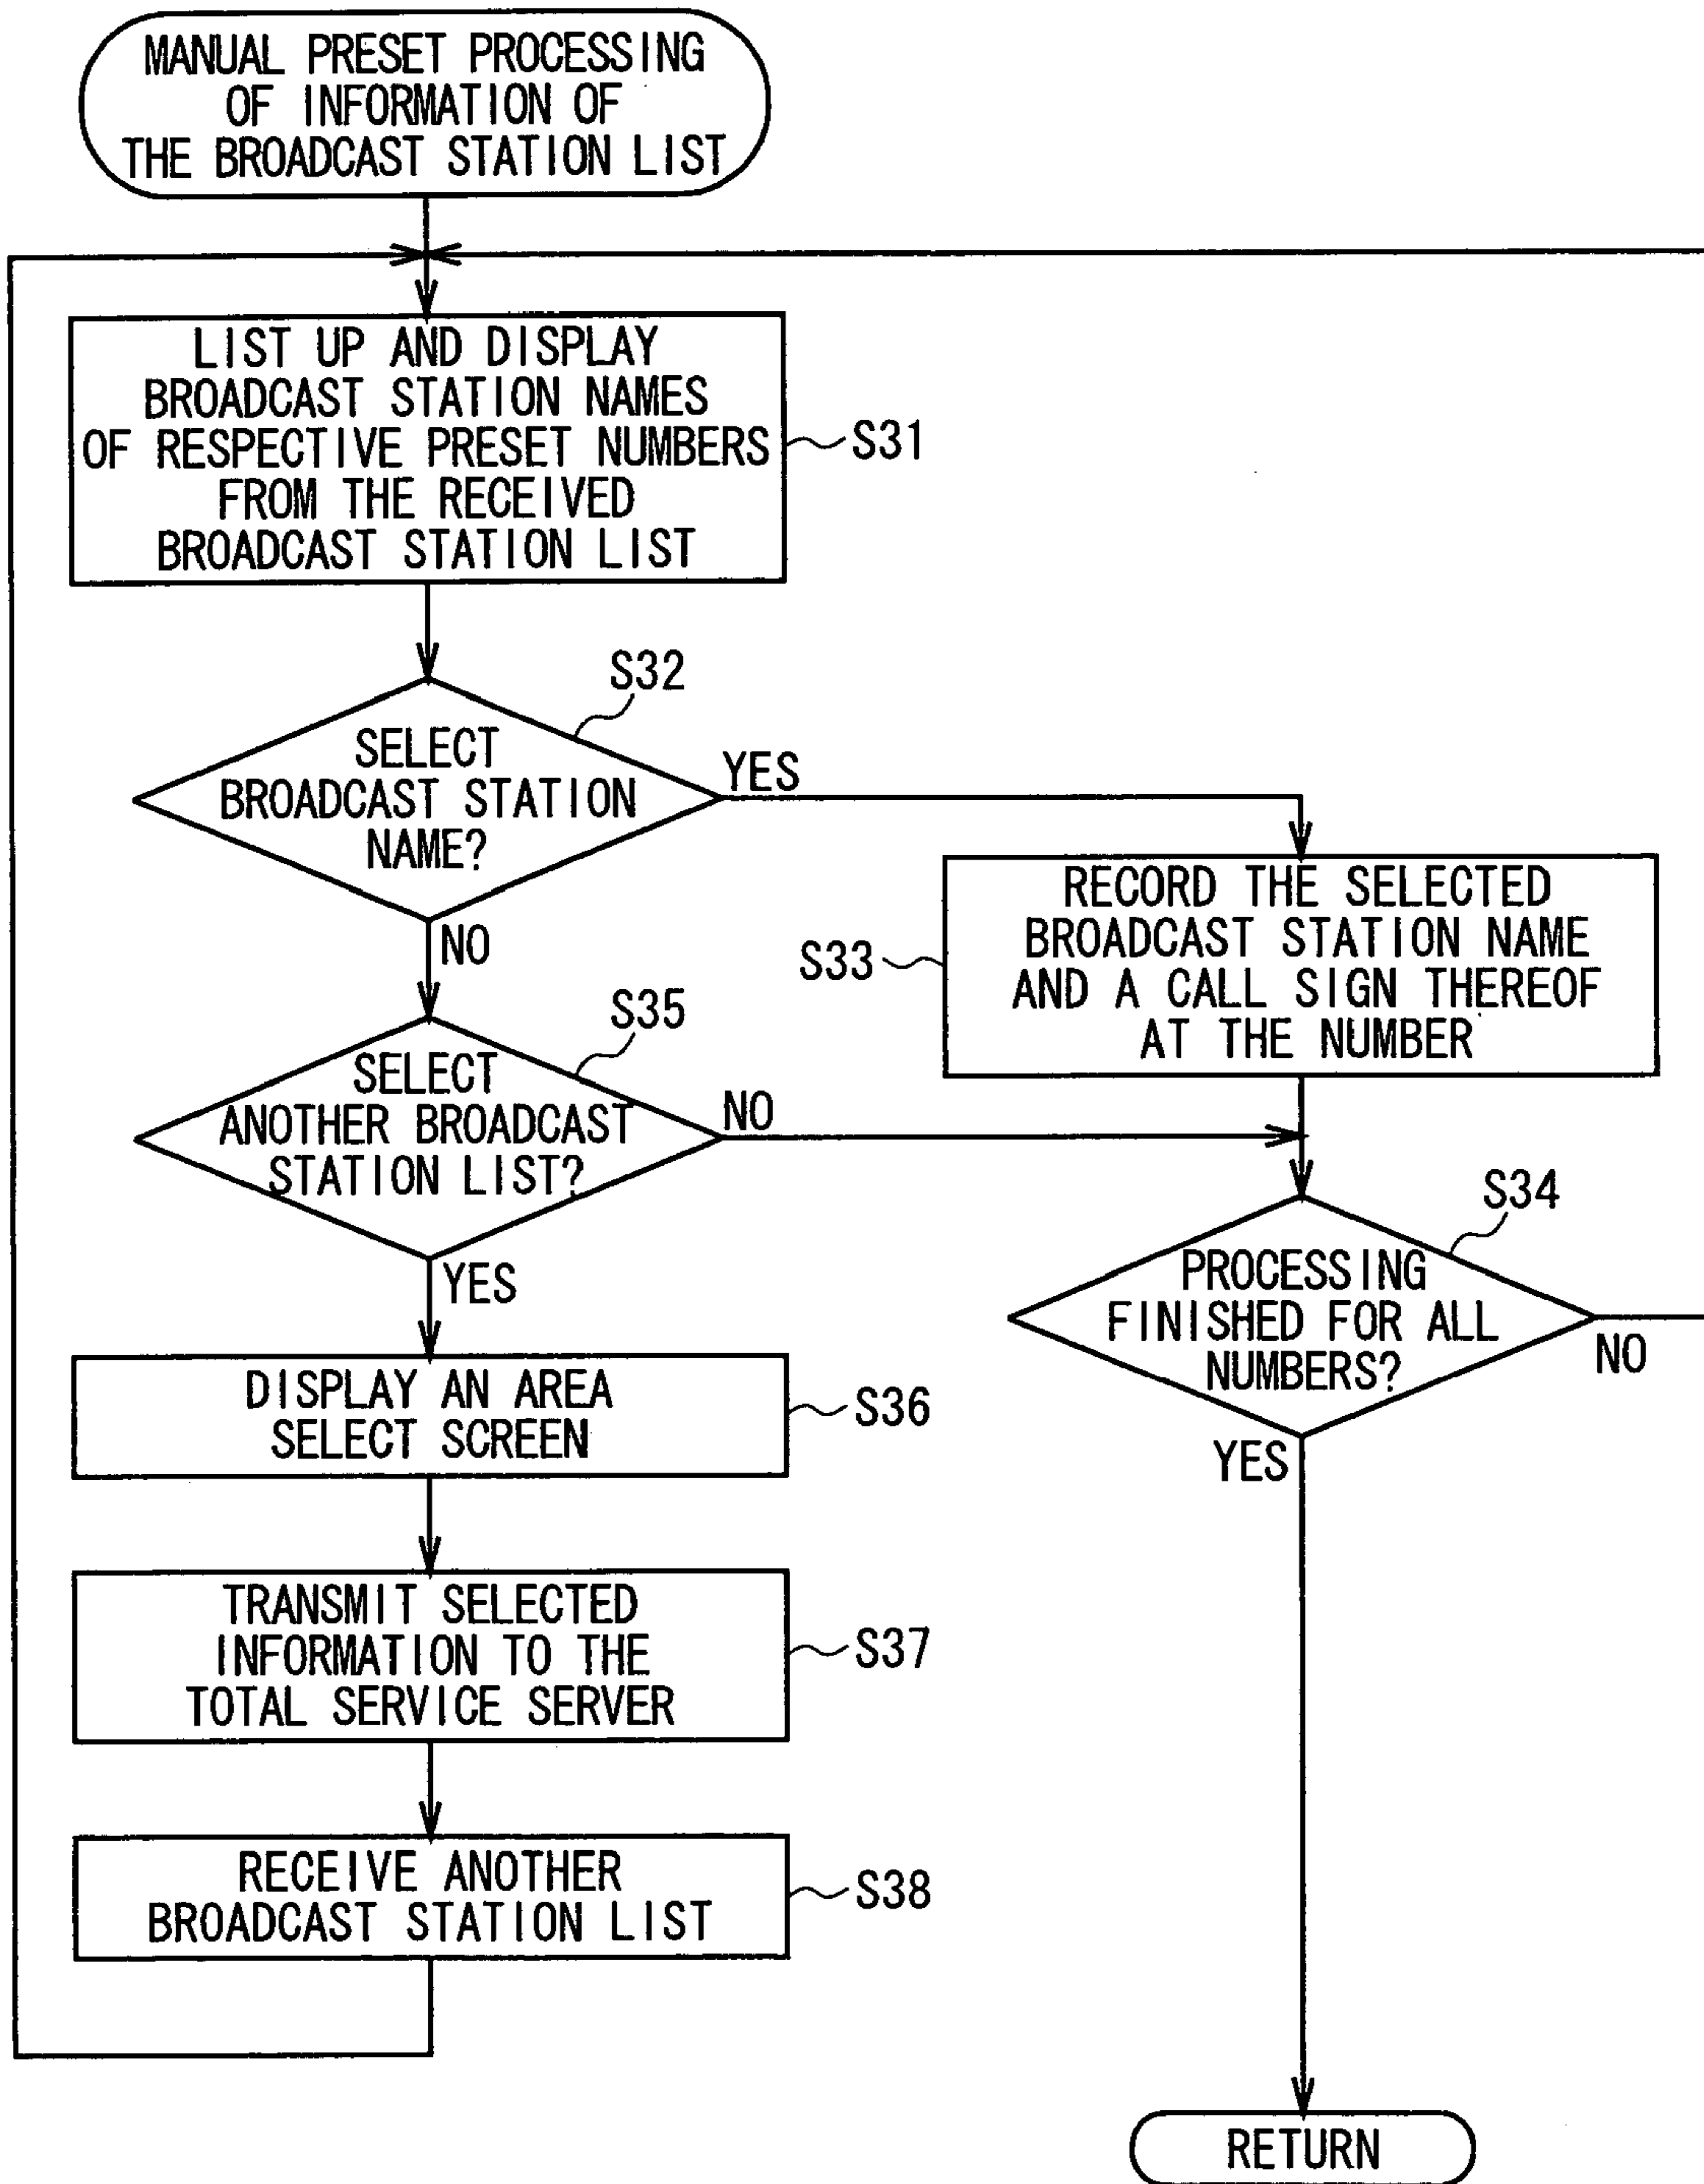 MANUAL PRESET PROCESSING
OF INFORMATION OF
THE BROADCAST STATION LIST
LIST UP AND DISPLAY
BROADCAST STATION NAMES
OF RESPECTIVE PRESET NUMBERS
FROM THE RECEIVED
BROADCAST STATION LIST
S31
S32
SELECT
BROADCAST STATION
NAME?
YES
NO
RECORD THE SELECTED
BROADCAST STATION NAME
AND A CALL SIGN THEREOF
AT THE NUMBER
S33
S35
SELECT
ANOTHER BROADCAST
STATION LIST?
NO
YES
S34
PROCESSING
FINISHED FOR ALL
NUMBERS?
NO
YES
DISPLAY AN AREA
SELECT SCREEN
S36
TRANSMIT SELECTED
INFORMATION TO THE
TOTAL SERVICE SERVER
S37
RECEIVE ANOTHER
BROADCAST STATION LIST
S38
RETURN